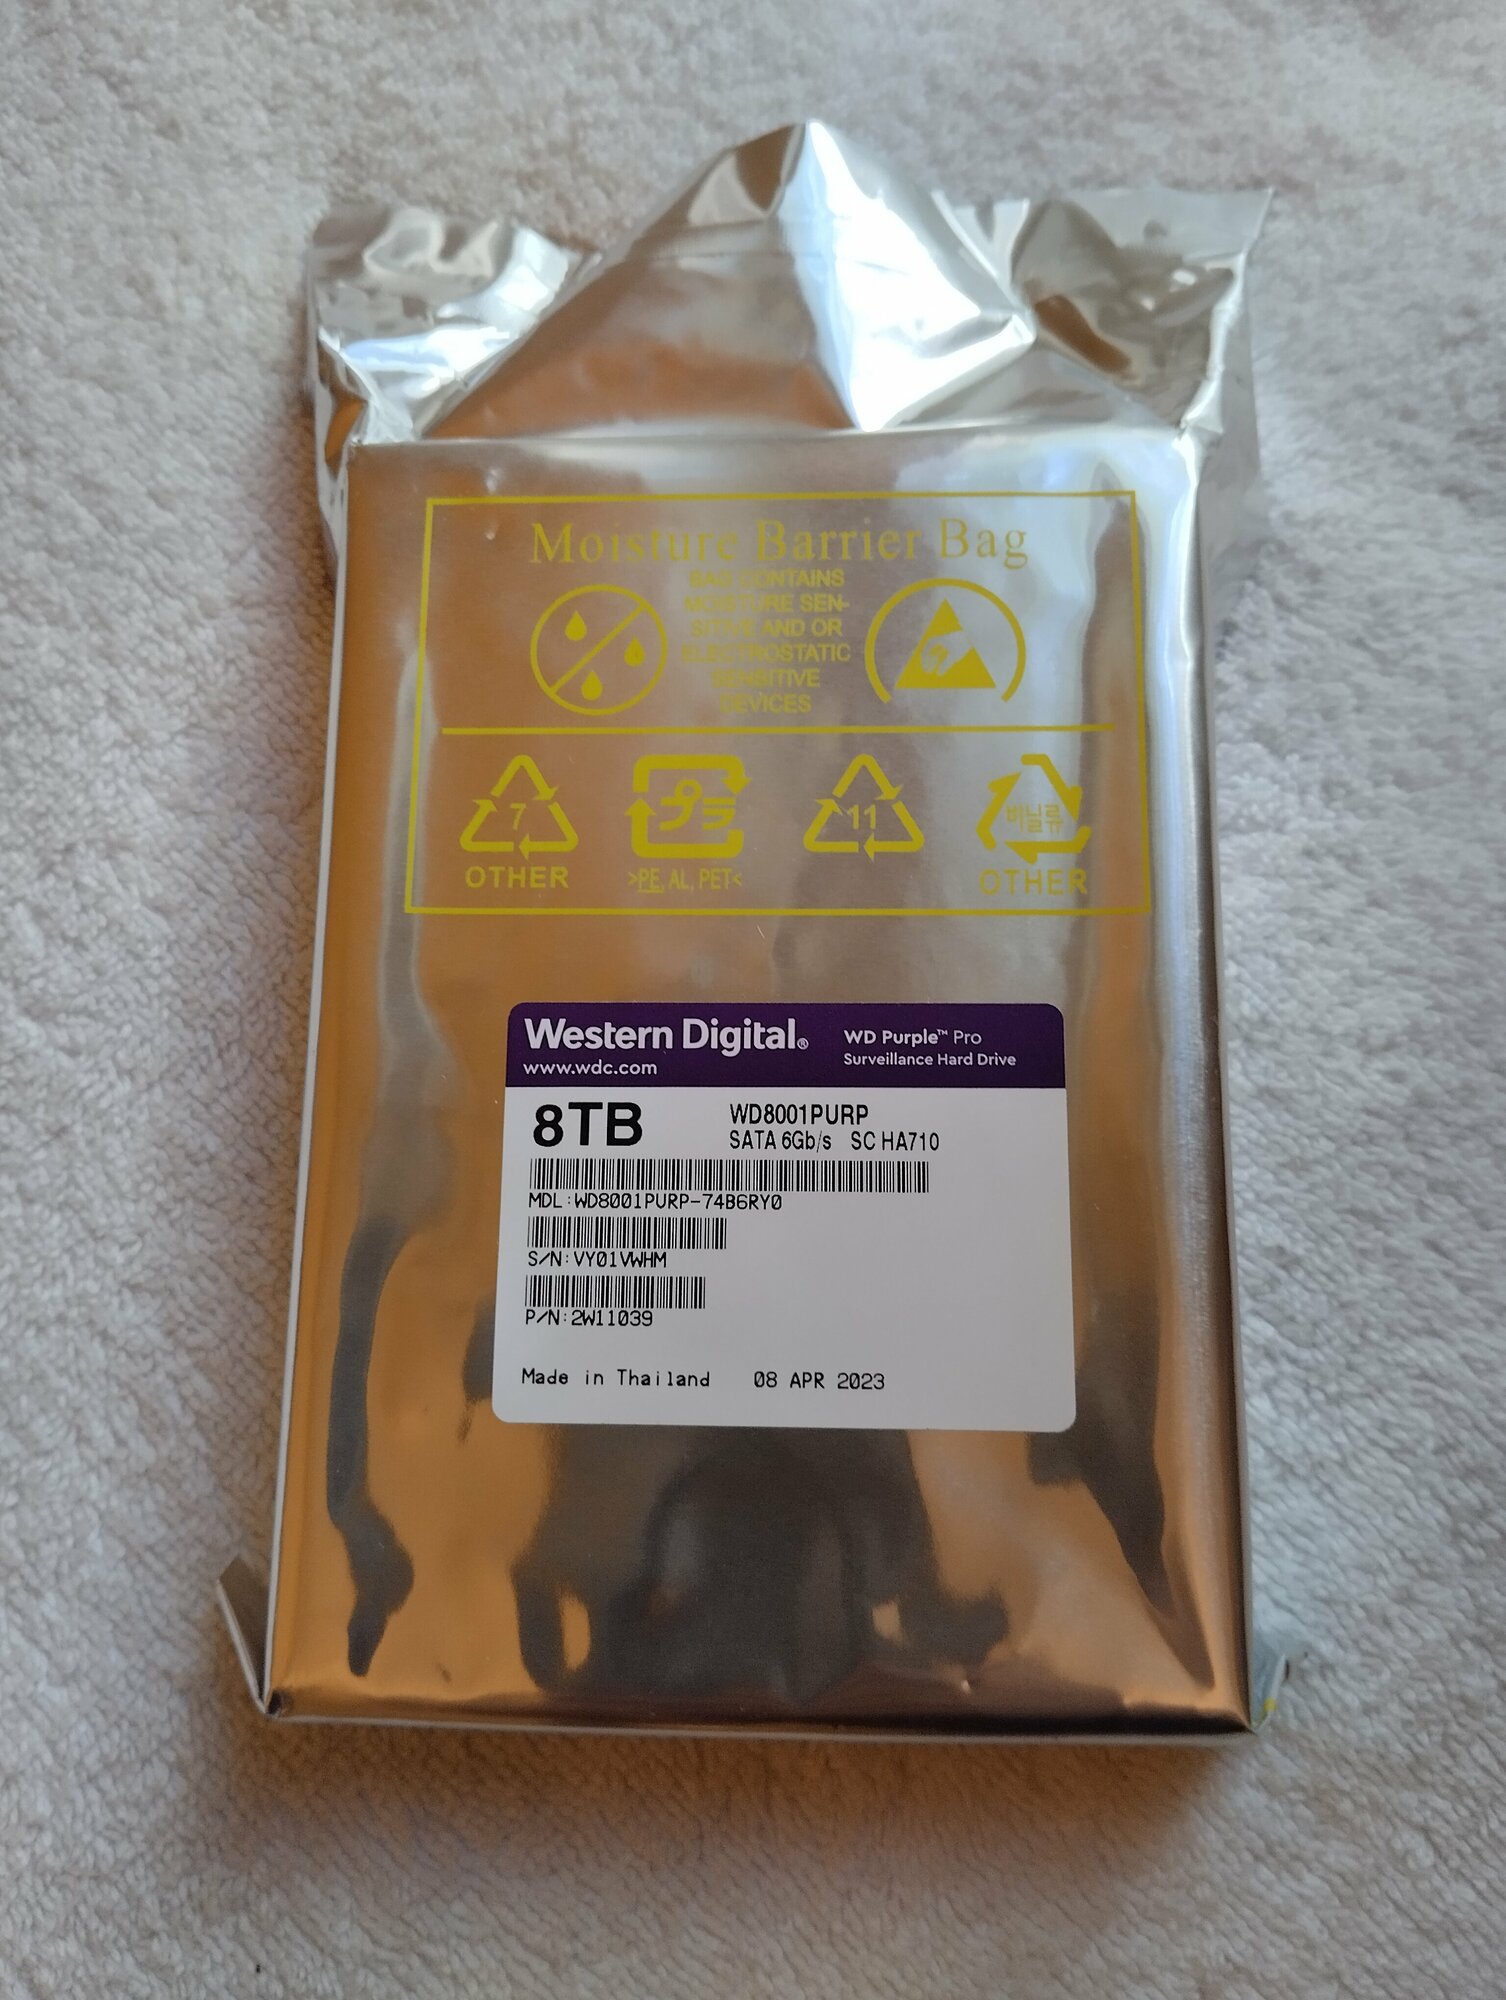 Moisture Barrier Bag
BAG CONTAINS
MOISTURE SEN-
SITIVE AND OR
ELECTROSTATIC
SENSITIVE
DEVICES
7
プラ
11
비닐류
OTHER
>PE, AL, PET<
OTHER
Western Digital®
WD Purple™ Pro
www.wdc.com
Surveillance Hard Drive
8TB
WD8001PURP
SATA 6Gb/s SC HA710
MDL:WD8001PURP-74B6RY0
S/N:VY01VWHM
P/N:2W11039
Made in Thailand 08 APR 2023